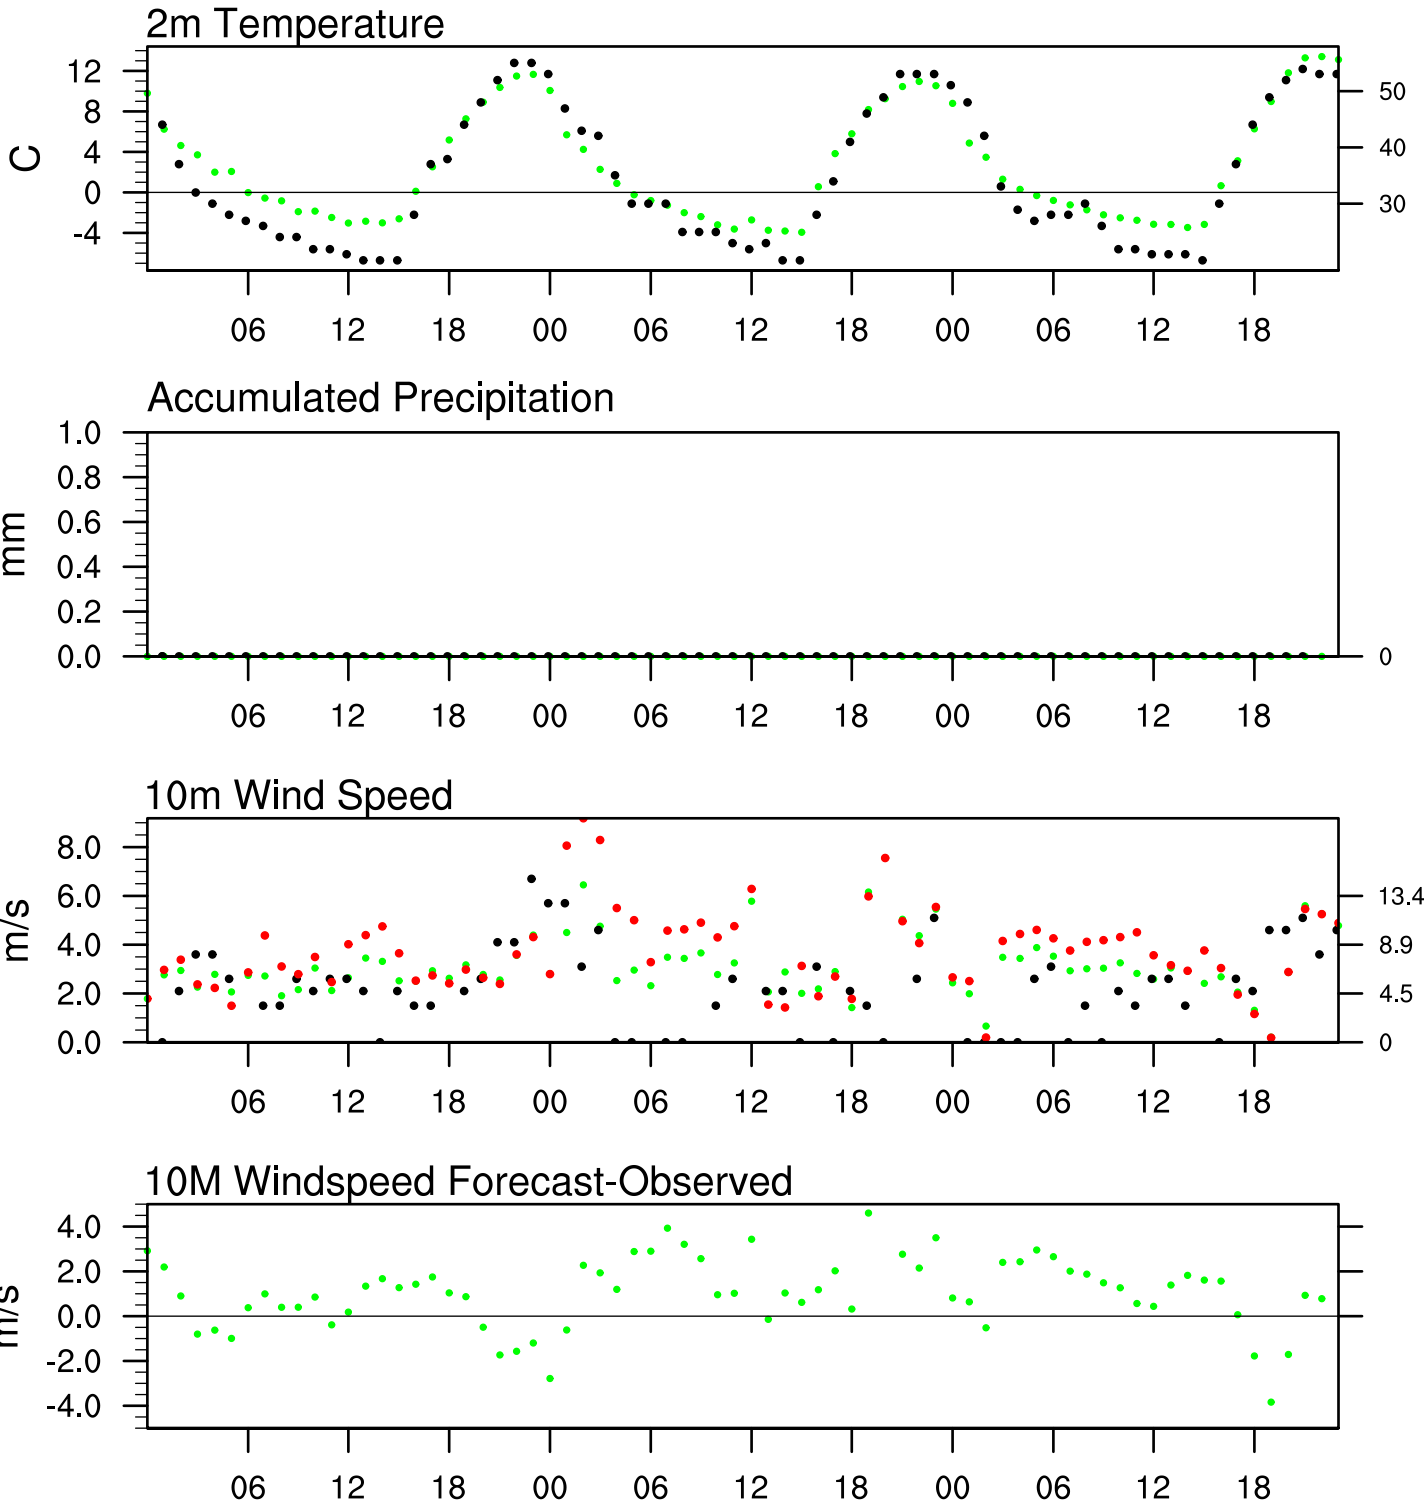 2m Temperature
12
8
4
0
-4
C
50
40
30
06 12 18 00 06 12 18 00 06 12 18
Accumulated Precipitation
1.0
0.8
0.6
0.4
0.2
0.0
mm
0
06 12 18 00 06 12 18 00 06 12 18
10m Wind Speed
8.0
6.0
4.0
2.0
0.0
m/s
13.4
8.9
4.5
0
06 12 18 00 06 12 18 00 06 12 18
10M Windspeed Forecast-Observed
4.0
2.0
0.0
-2.0
-4.0
m/s
06 12 18 00 06 12 18 00 06 12 18